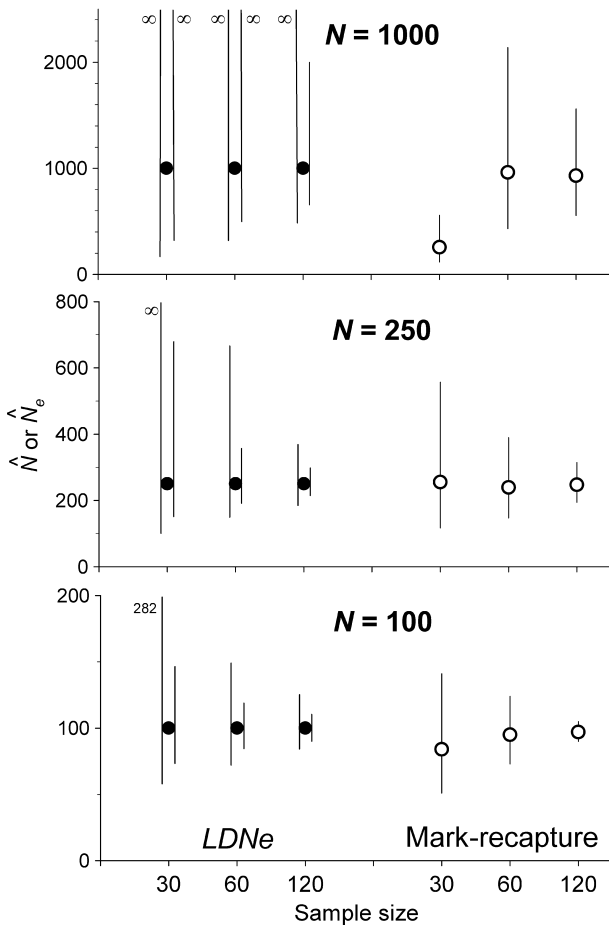 ∞ ∞ ∞ ∞ ∞
N = 1000
2000
1000
0
800
∞
N = 250
600
400
200
0
N̂ or N̂e
200
282
N = 100
100
LDNe Mark-recapture
0
30 60 120 30 60 120
Sample size